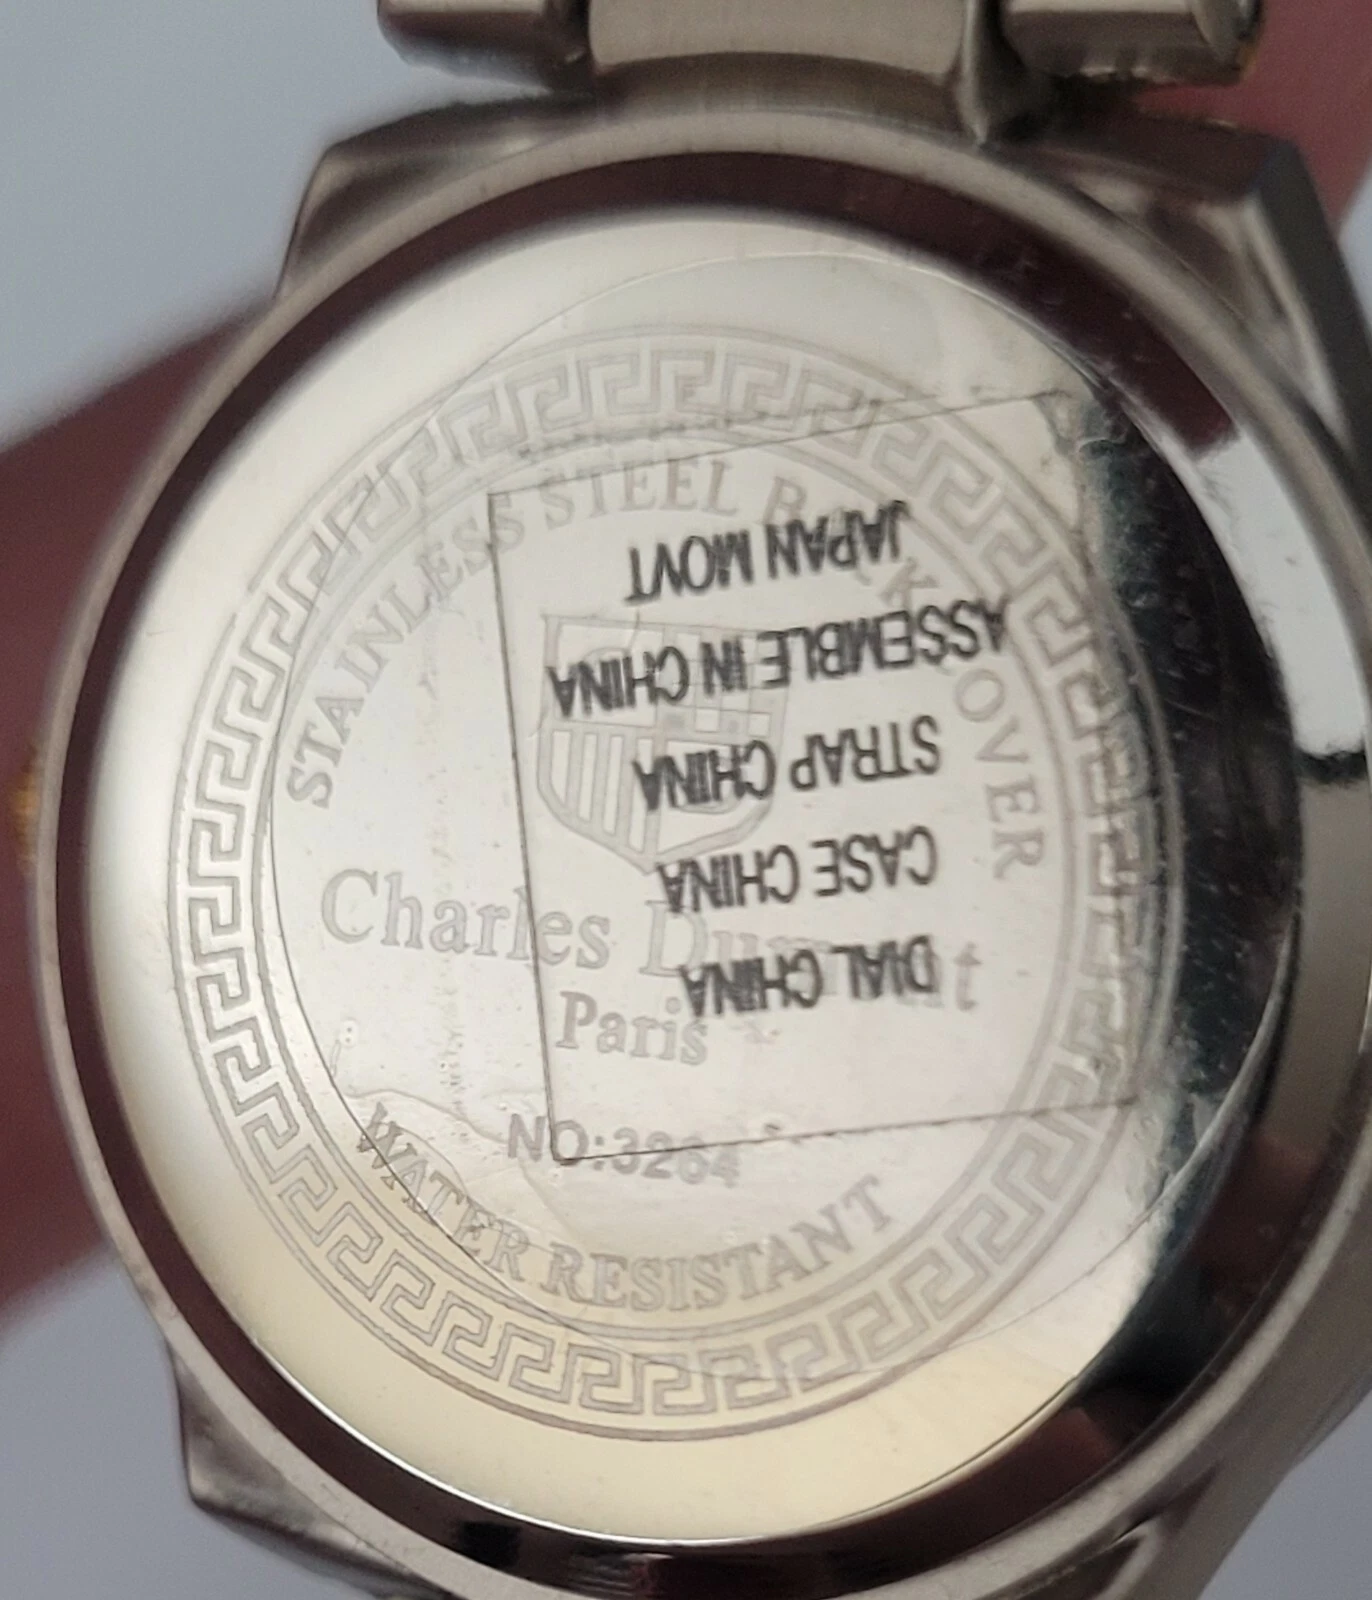 STAINLESS STEEL BACK COVER
Charles
Paris
NO:3264
WATER RESISTANT
JAPAN MOVT
ASSEMBLE IN CHINA
STRAP CHINA
CASE CHINA
DIAL CHINA